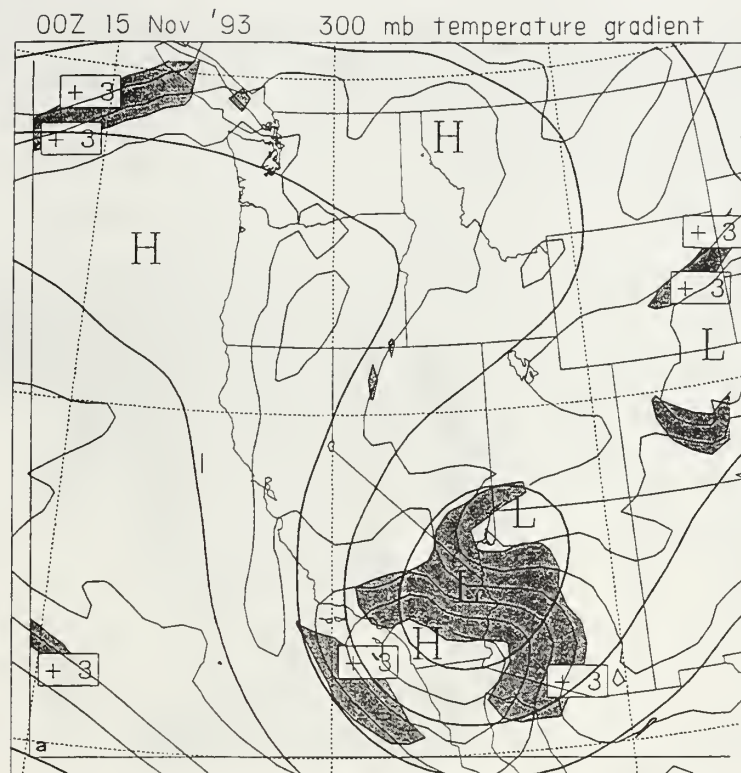 00Z 15 Nov '93 300 mb temperature gradient
+ 3
+ 3
H
H
+ 3
+ 3
L
L
L
H
+ 3
+ 3
+ 3
a